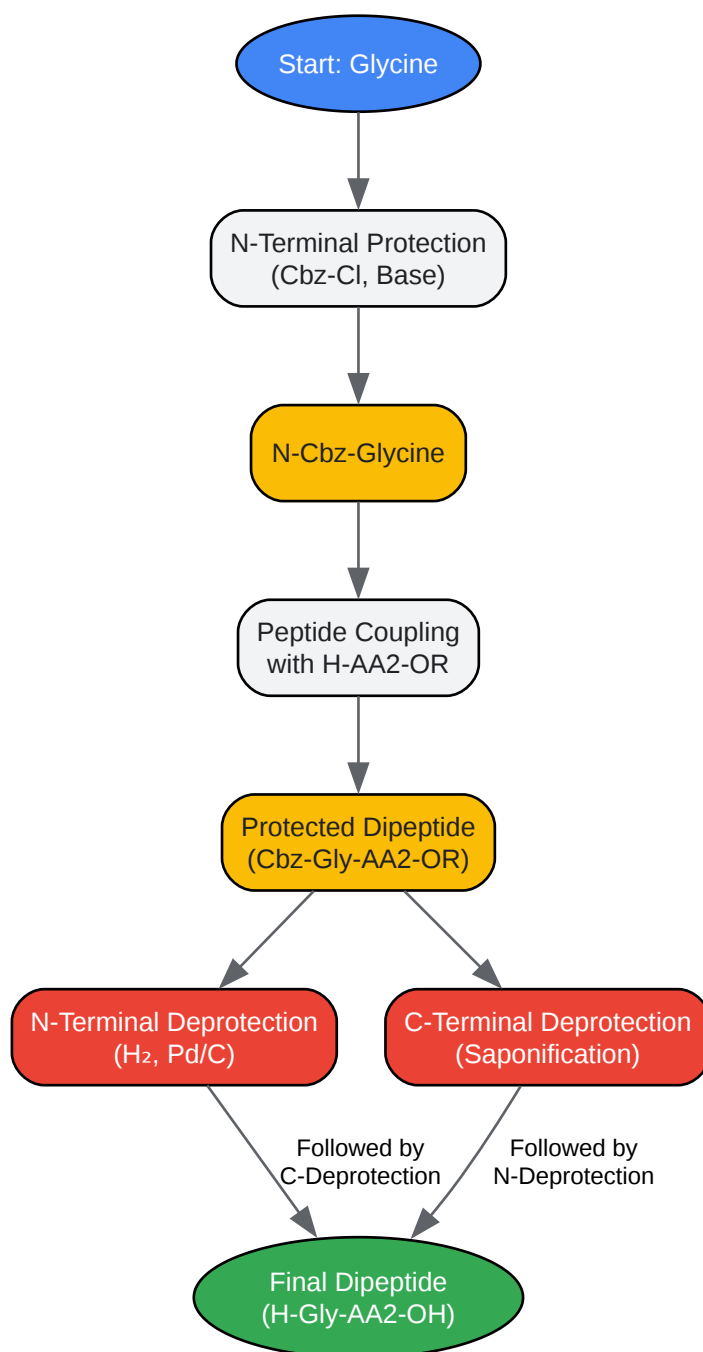 Start: Glycine
N-Terminal Protection
(Cbz-Cl, Base)
N-Cbz-Glycine
Peptide Coupling
with H-AA2-OR
Protected Dipeptide
(Cbz-Gly-AA2-OR)
N-Terminal Deprotection
(H₂, Pd/C)
C-Terminal Deprotection
(Saponification)
Followed by
C-Deprotection
Followed by
N-Deprotection
Final Dipeptide
(H-Gly-AA2-OH)